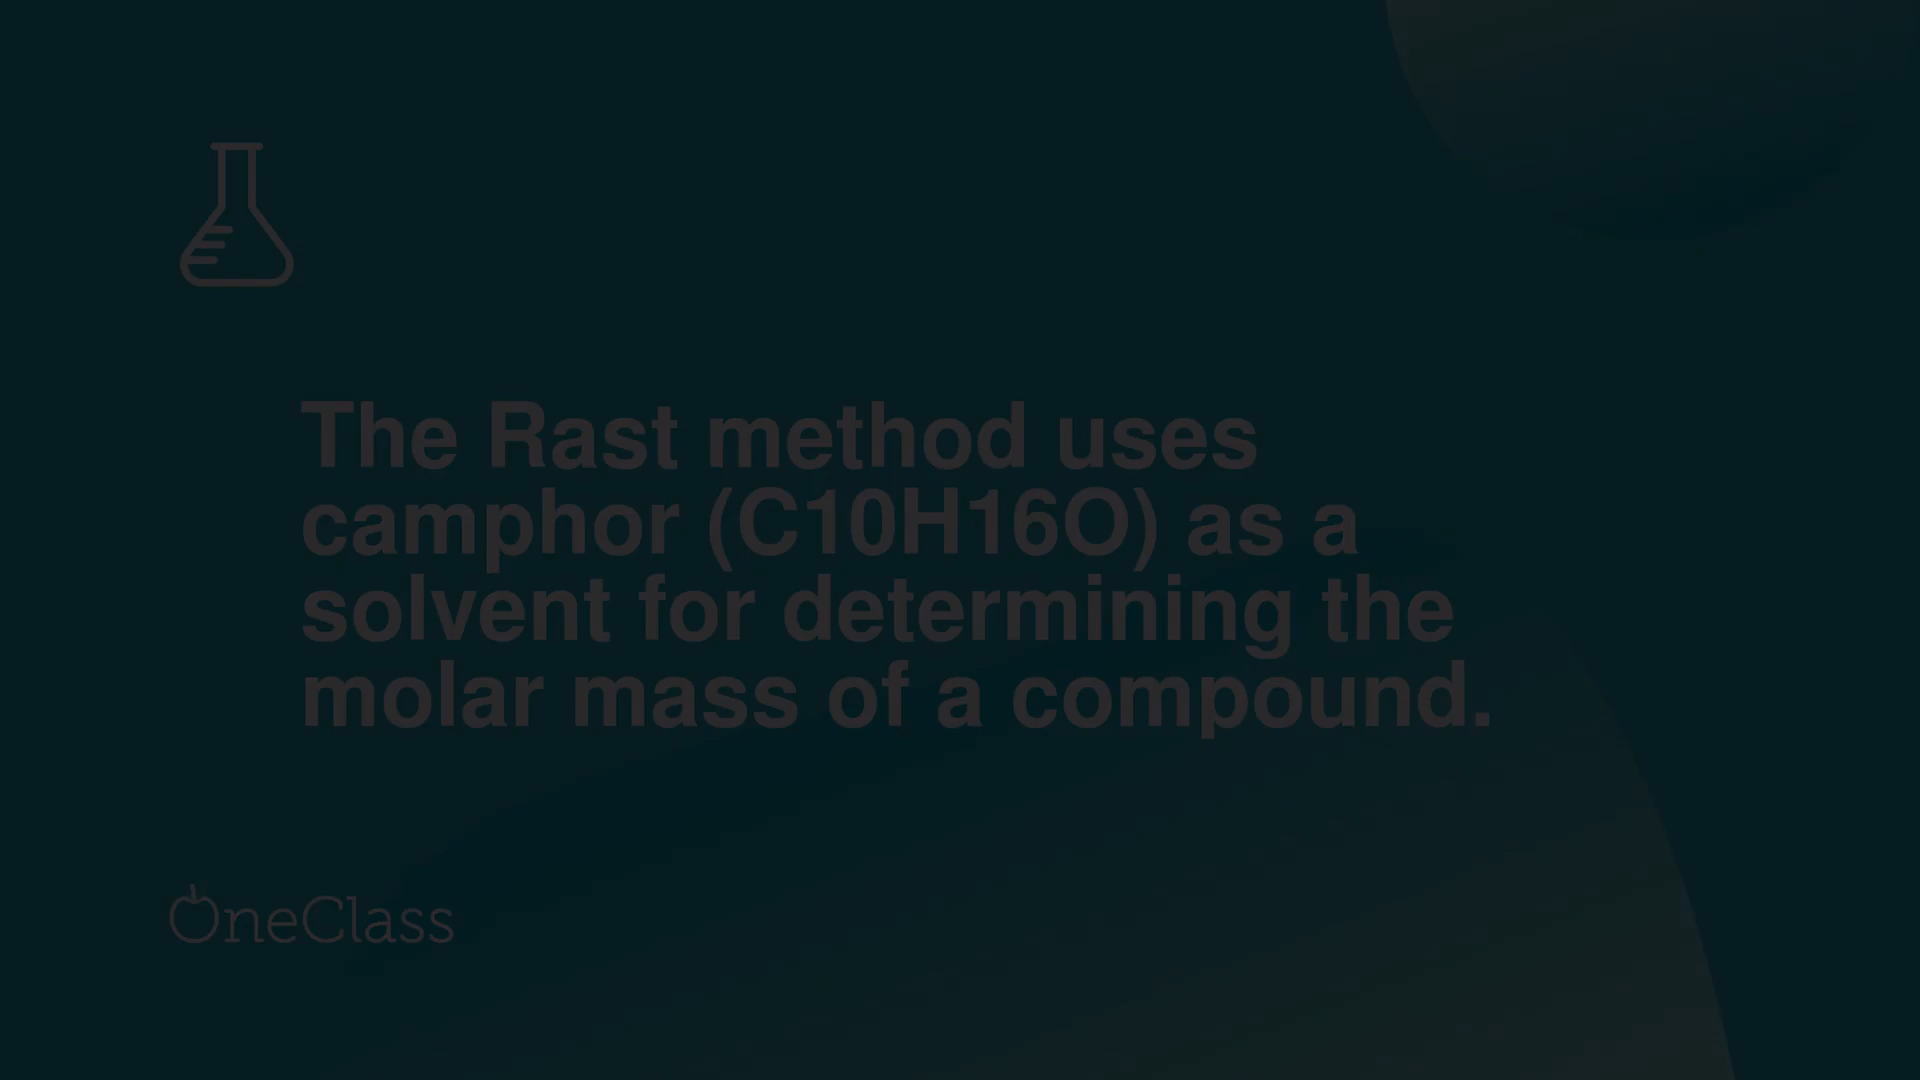 The Rast method uses
camphor (C10H16O) as a
solvent for determining the
molar mass of a compound.
OneClass